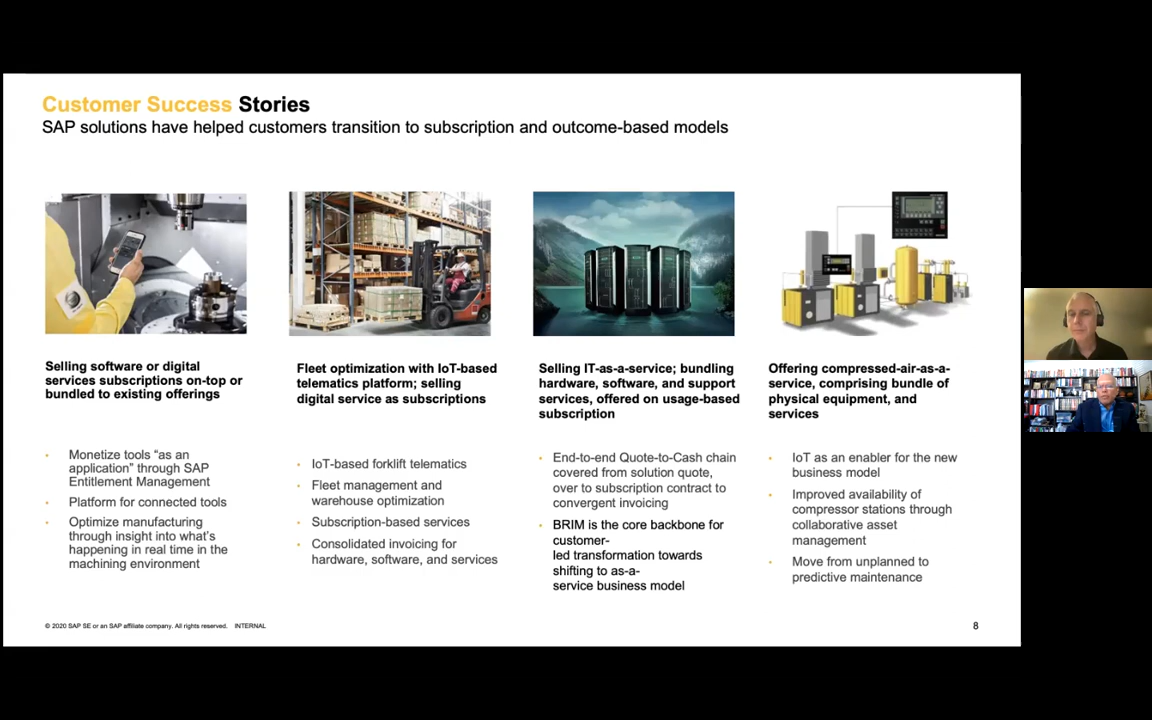 Customer Success Stories
SAP solutions have helped customers transition to subscription and outcome-based models
Selling software or digital
services subscriptions on-top or
bundled to existing offerings
• Monetize tools “as an
application” through SAP
Entitlement Management
• Platform for connected tools
• Optimize manufacturing
through insight into what’s
happening in real time in the
machining environment
Fleet optimization with IoT-based
telematics platform; selling
digital service as subscriptions
• IoT-based forklift telematics
• Fleet management and
warehouse optimization
• Subscription-based services
• Consolidated invoicing for
hardware, software, and services
Selling IT-as-a-service; bundling
hardware, software, and support
services, offered on usage-based
subscription
• End-to-end Quote-to-Cash chain
covered from solution quote,
over to subscription contract to
convergent invoicing
• BRIM is the core backbone for
customer-
led transformation towards
shifting to as-a-
service business model
Offering compressed-air-as-a-
service, comprising bundle of
physical equipment, and
services
• IoT as an enabler for the new
business model
• Improved availability of
compressor stations through
collaborative asset
management
• Move from unplanned to
predictive maintenance
© 2020 SAP SE or an SAP affiliate company. All rights reserved. INTERNAL
8